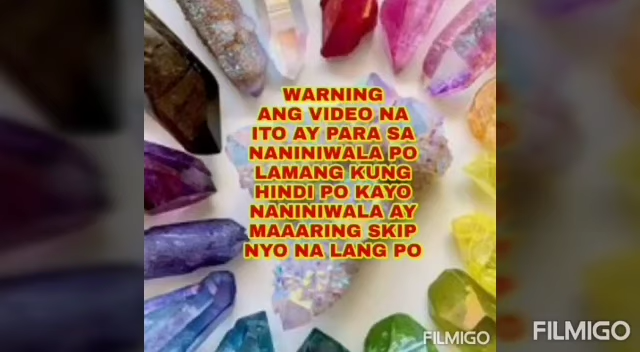 WARNING
ANG VIDEO NA
ITO AY PARA SA
NANINIWALA PO
LAMANG KUNG
HINDI PO KAYO
NANINIWALA AY
MAAARING SKIP
NYO NA LANG PO
FILMIGO
FILMIGO